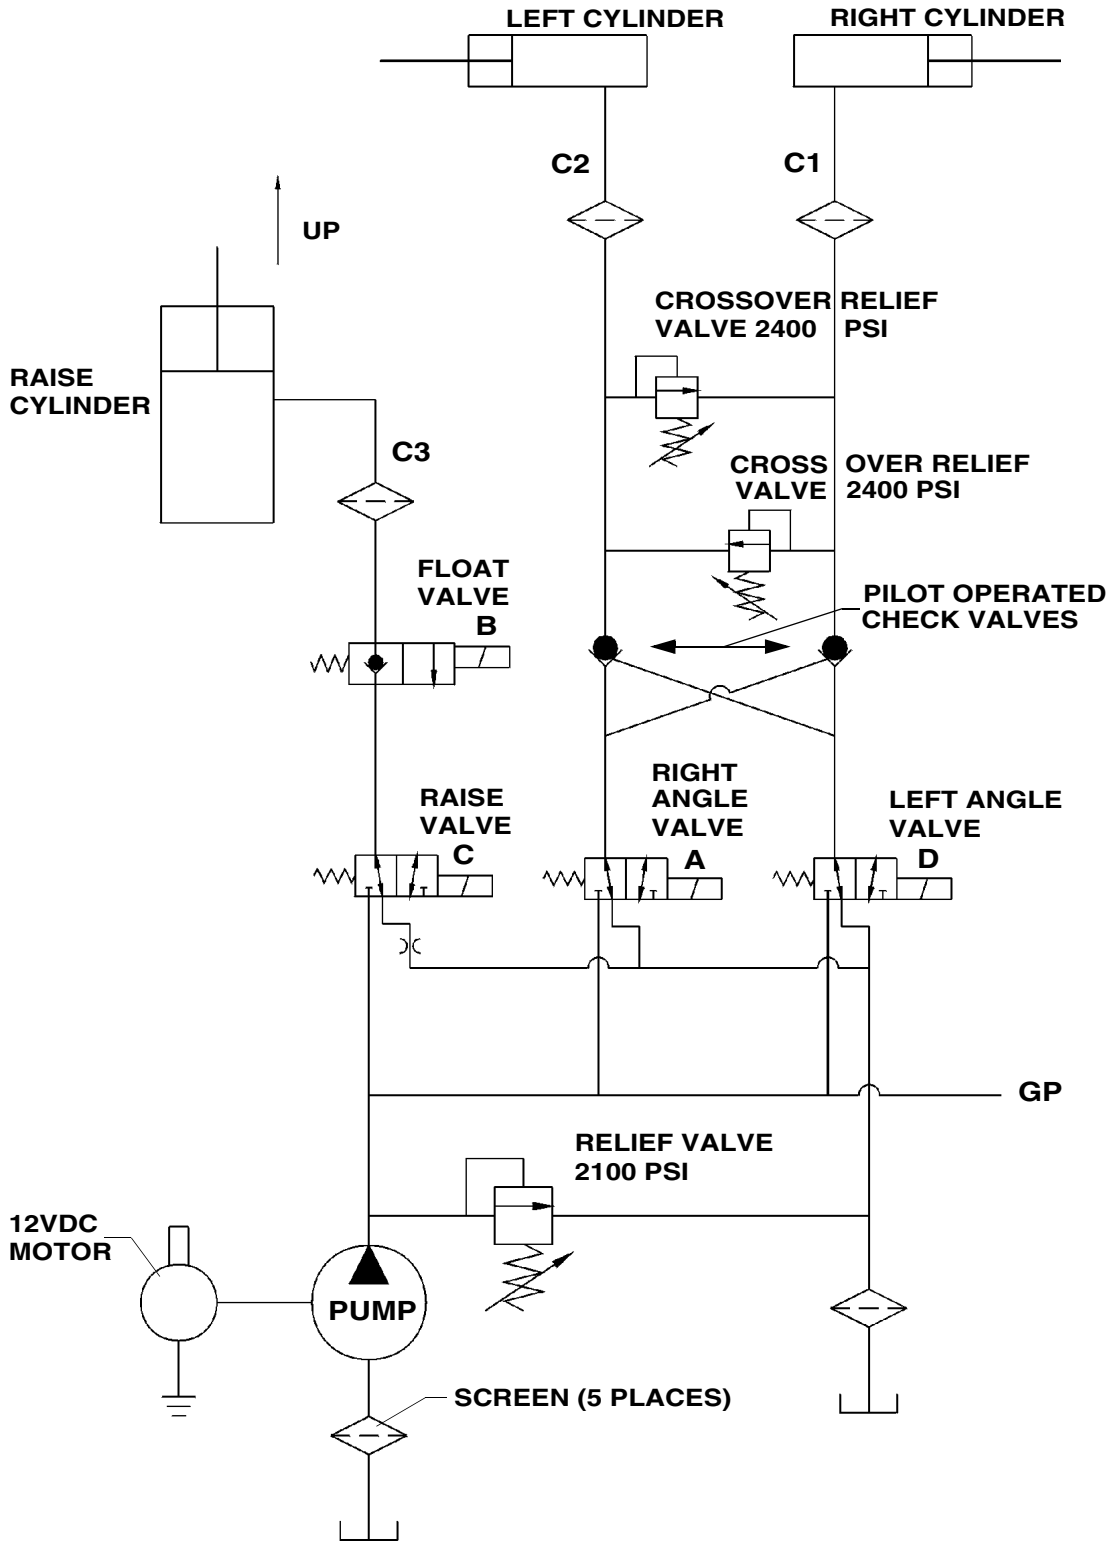 LEFT CYLINDER
RIGHT CYLINDER
C2
C1
UP
CROSSOVER RELIEF
VALVE 2400 PSI
RAISE
CYLINDER
C3
CROSS OVER RELIEF
VALVE 2400 PSI
FLOAT
VALVE
B
PILOT OPERATED
CHECK VALVES
RAISE
VALVE
C
RIGHT
ANGLE
VALVE
A
LEFT ANGLE
VALVE
D
GP
RELIEF VALVE
2100 PSI
12VDC
MOTOR
PUMP
SCREEN (5 PLACES)